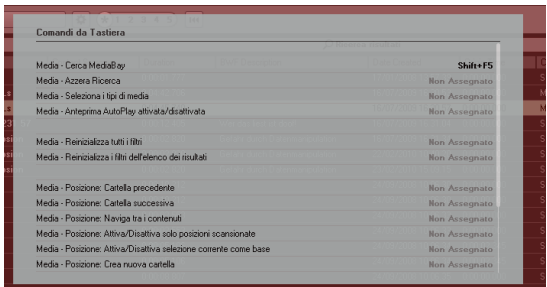 Comandi da Tastiera
Media - Cerca MediaBay Shift+F5
Media - Azzera Ricerca Non Assegnato
Media - Seleziona i tipi di media Non Assegnato
Media - Anteprima AutoPlay attivata/disattivata Non Assegnato
Media - Reinizializza tutti i filtri Non Assegnato
Media - Reinizializza i filtri dell'elenco dei risultati Non Assegnato
Media - Posizione: Cartella precedente Non Assegnato
Media - Posizione: Cartella successiva Non Assegnato
Media - Posizione: Naviga tra i contenuti Non Assegnato
Media - Posizione: Attiva/Disattiva solo posizioni scansionate Non Assegnato
Media - Posizione: Attiva/Disattiva selezione corrente come base Non Assegnato
Media - Posizione: Crea nuova cartella Non Assegnato